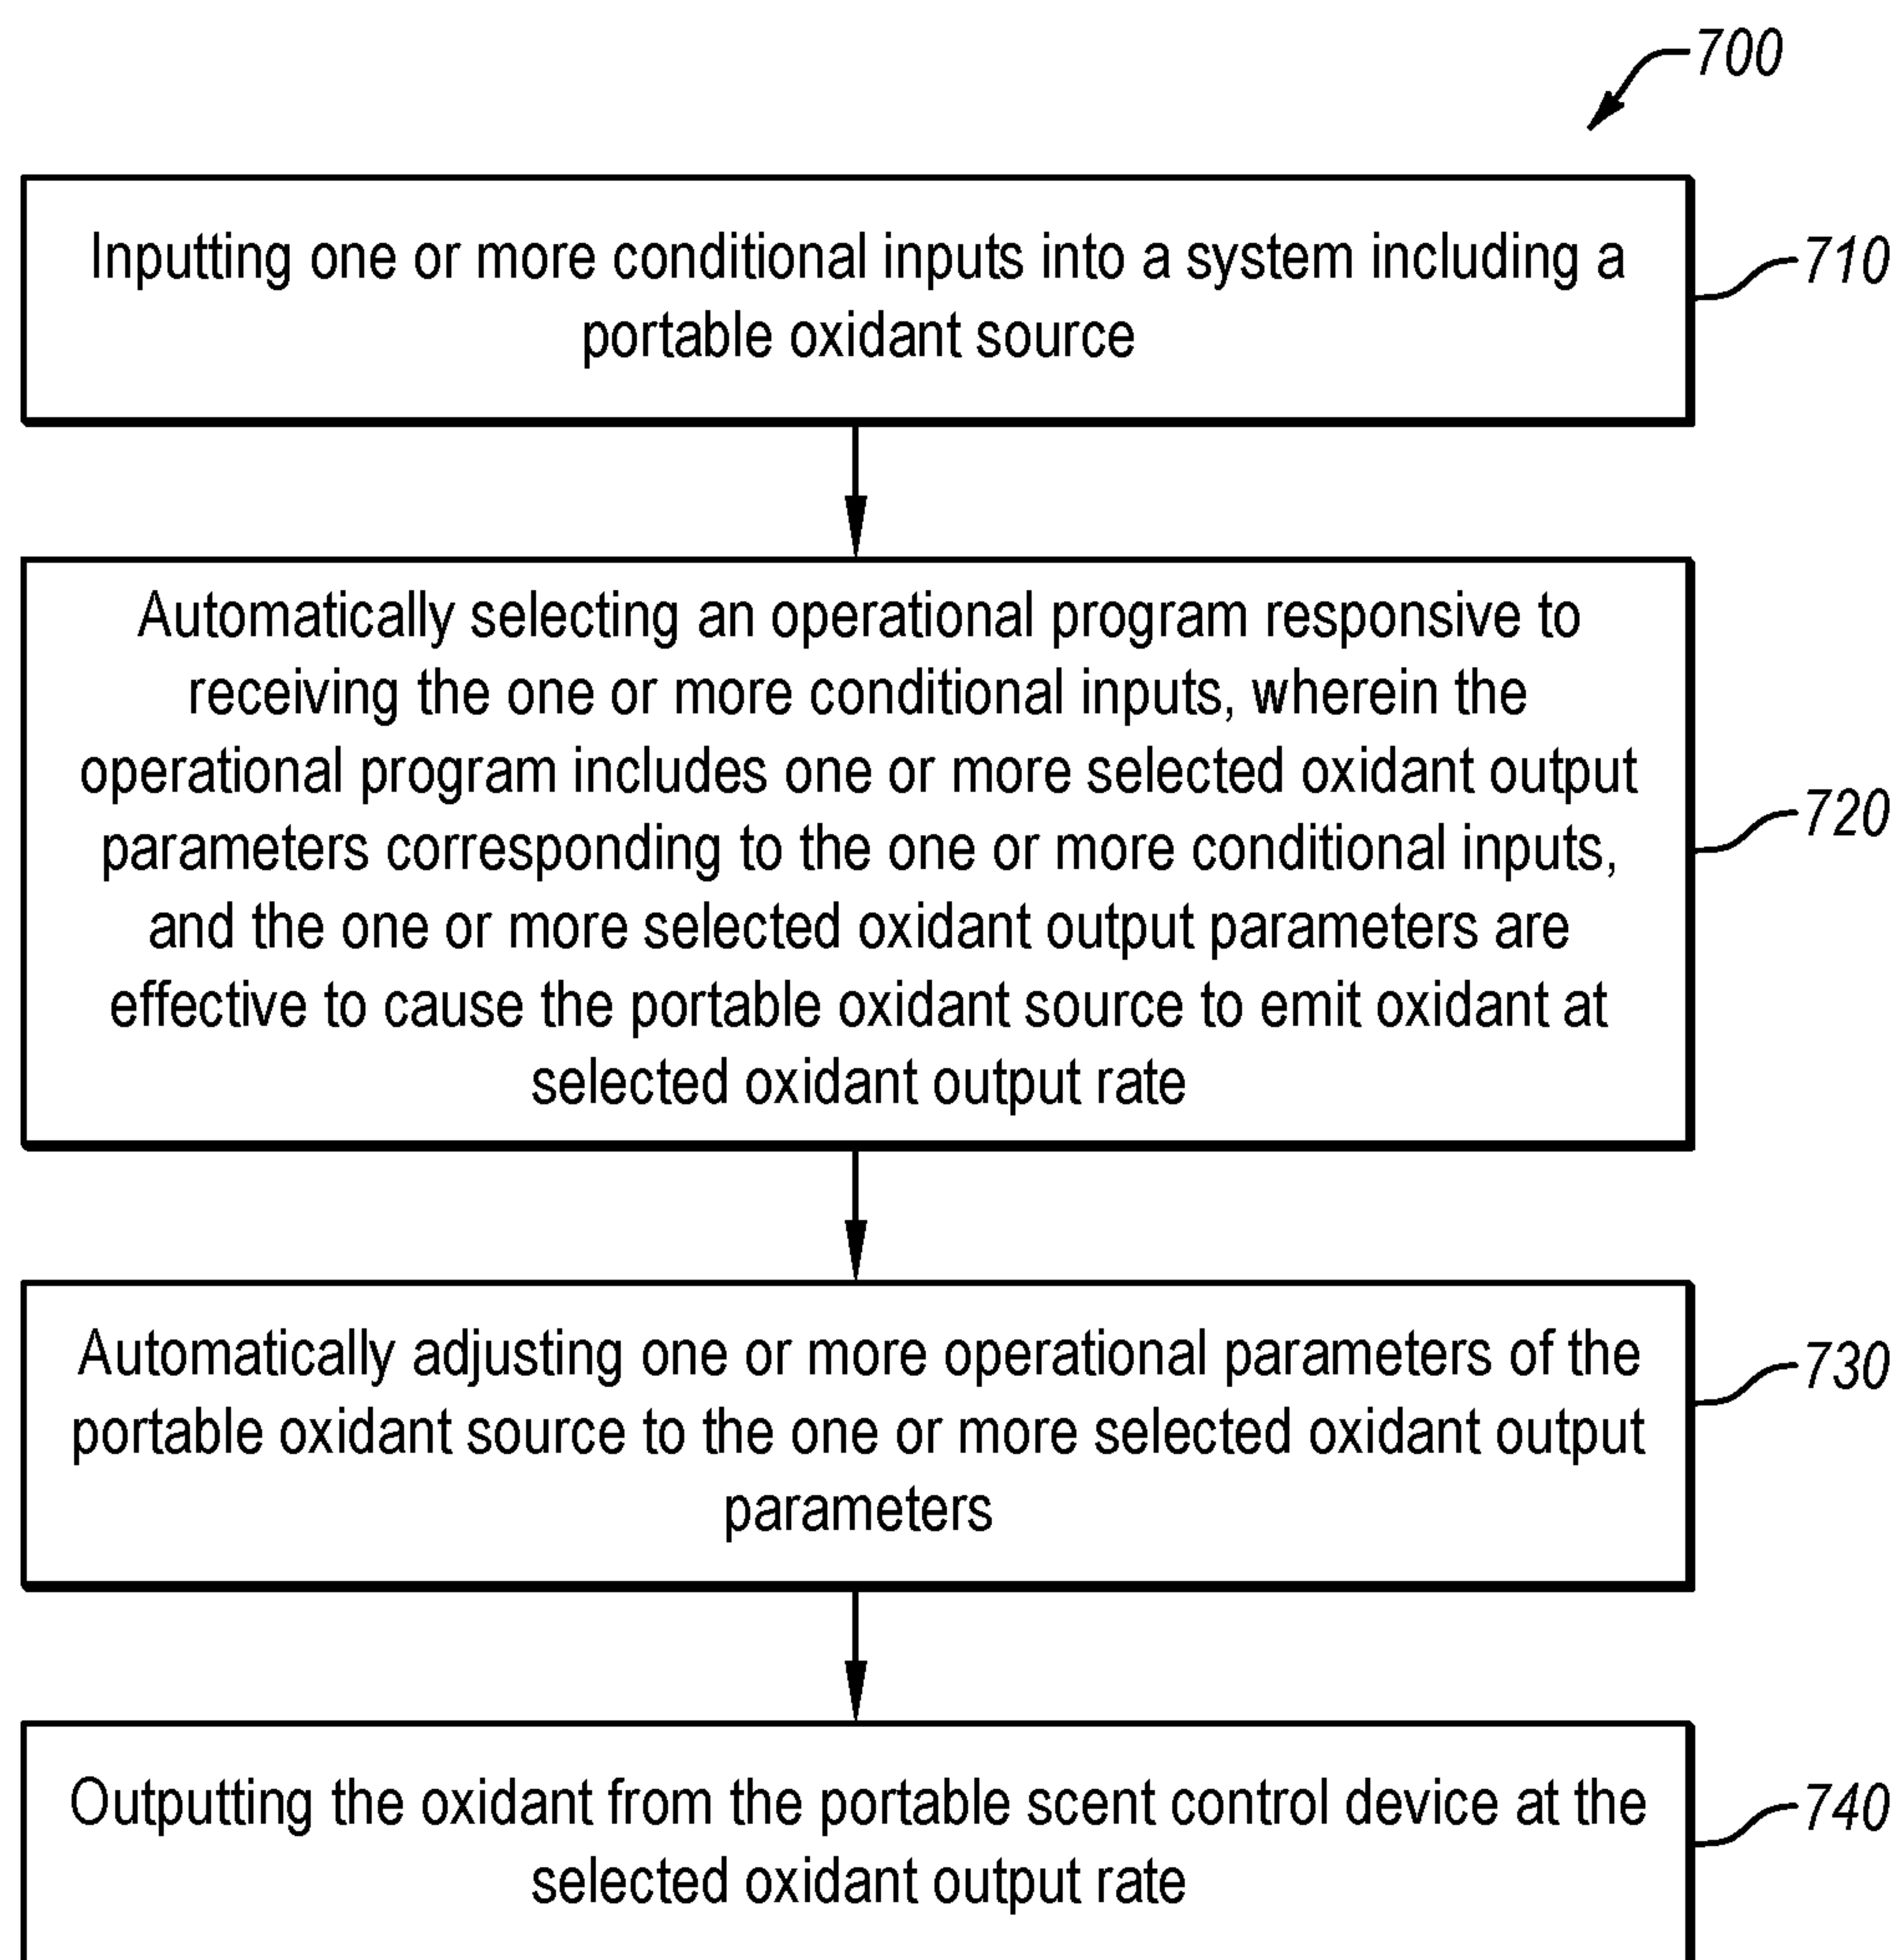 700
Inputting one or more conditional inputs into a system including a
portable oxidant source
710
Automatically selecting an operational program responsive to
receiving the one or more conditional inputs, wherein the
operational program includes one or more selected oxidant output
parameters corresponding to the one or more conditional inputs,
and the one or more selected oxidant output parameters are
effective to cause the portable oxidant source to emit oxidant at
selected oxidant output rate
720
Automatically adjusting one or more operational parameters of the
portable oxidant source to the one or more selected oxidant output
parameters
730
Outputting the oxidant from the portable scent control device at the
selected oxidant output rate
740